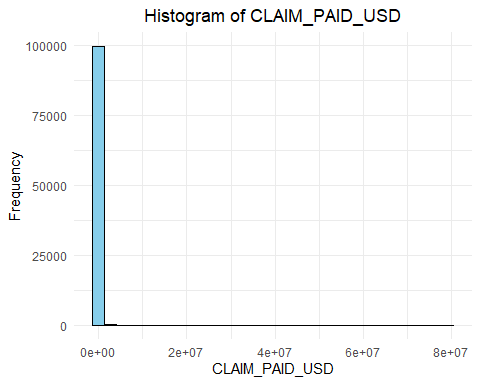 Histogram of CLAIM_PAID_USD
100000
75000
50000
25000
0
Frequency
0e+00 2e+07 4e+07 6e+07 8e+07
CLAIM_PAID_USD